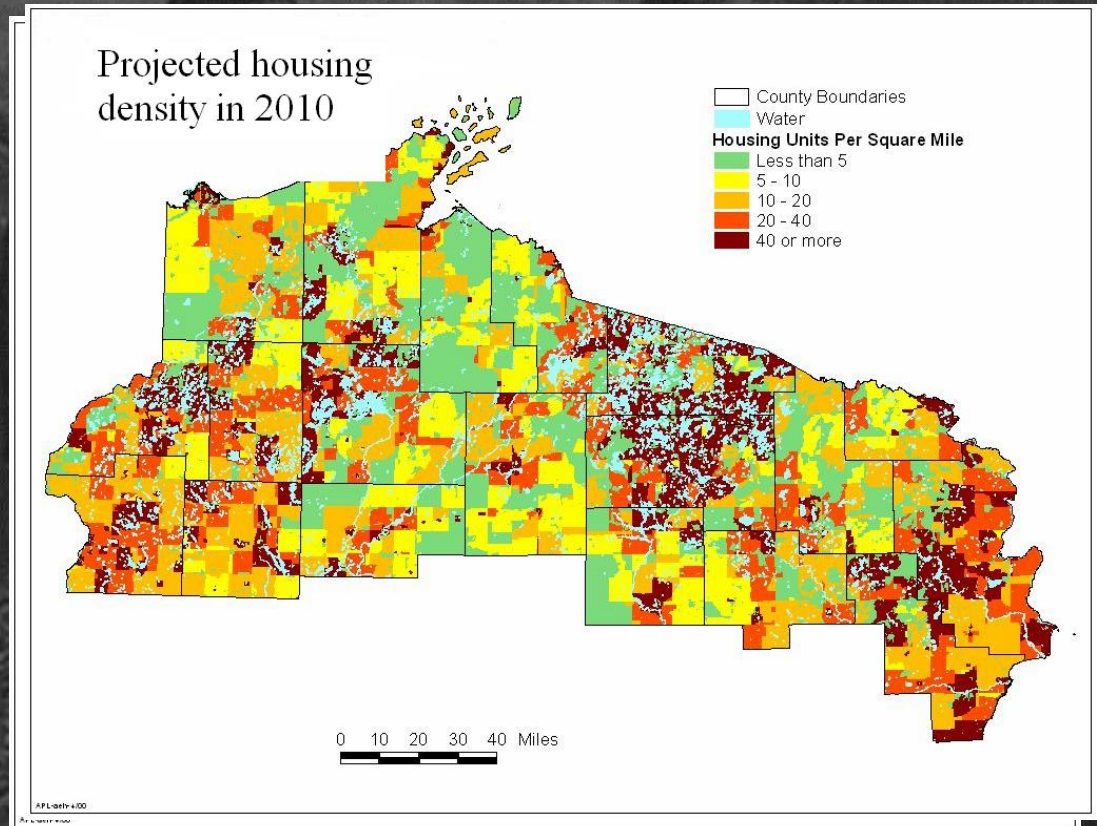 Projected housing
density in 2010
County Boundaries
Water
Housing Units Per Square Mile
Less than 5
5 - 10
10 - 20
20 - 40
40 or more
0 10 20 30 40 Miles